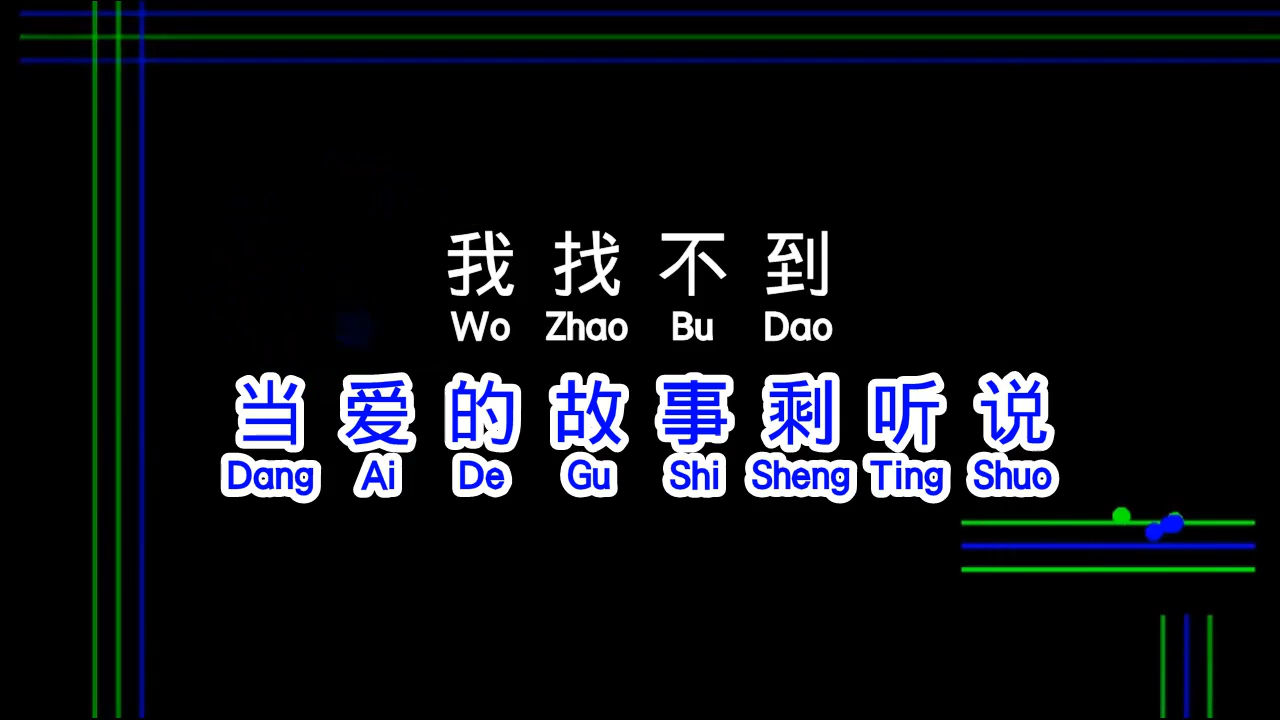 我 找 不 到
Wo Zhao Bu Dao
当 爱 的 故 事 剩 听 说
Dang Ai De Gu Shi Sheng Ting Shuo